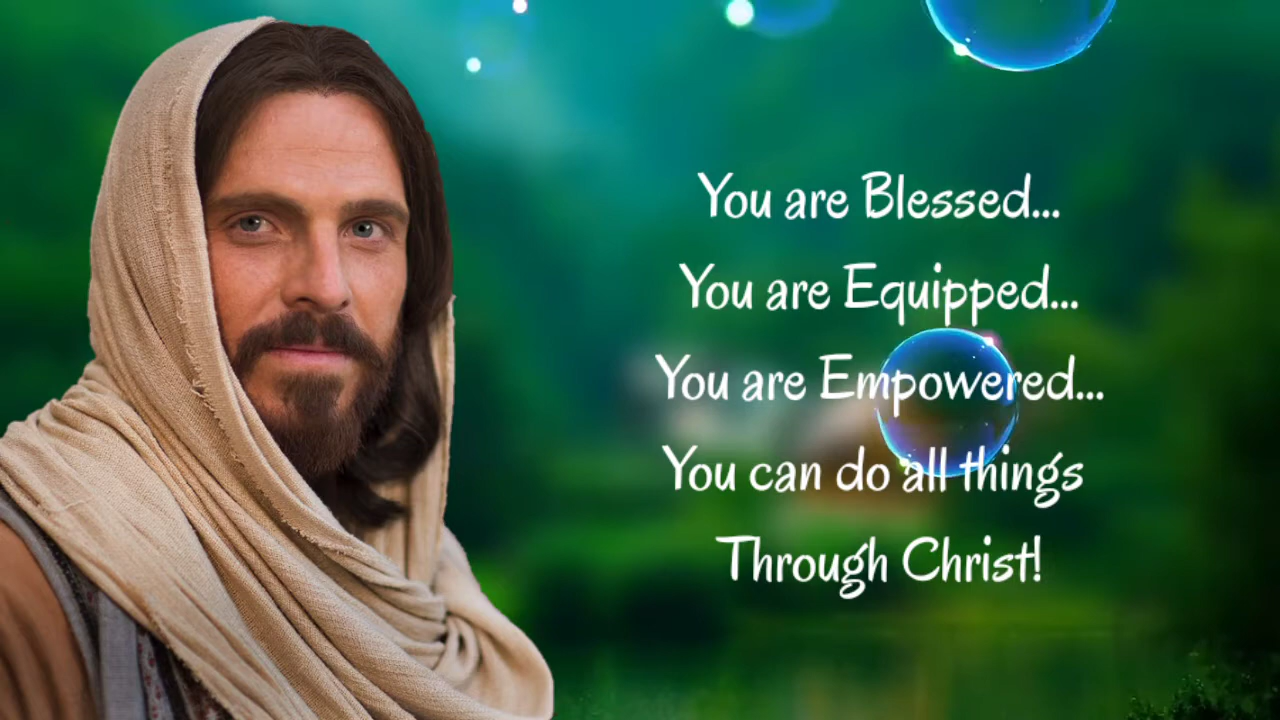 You are Blessed...
You are Equipped...
You are Empowered...
You can do all things
Through Christ!